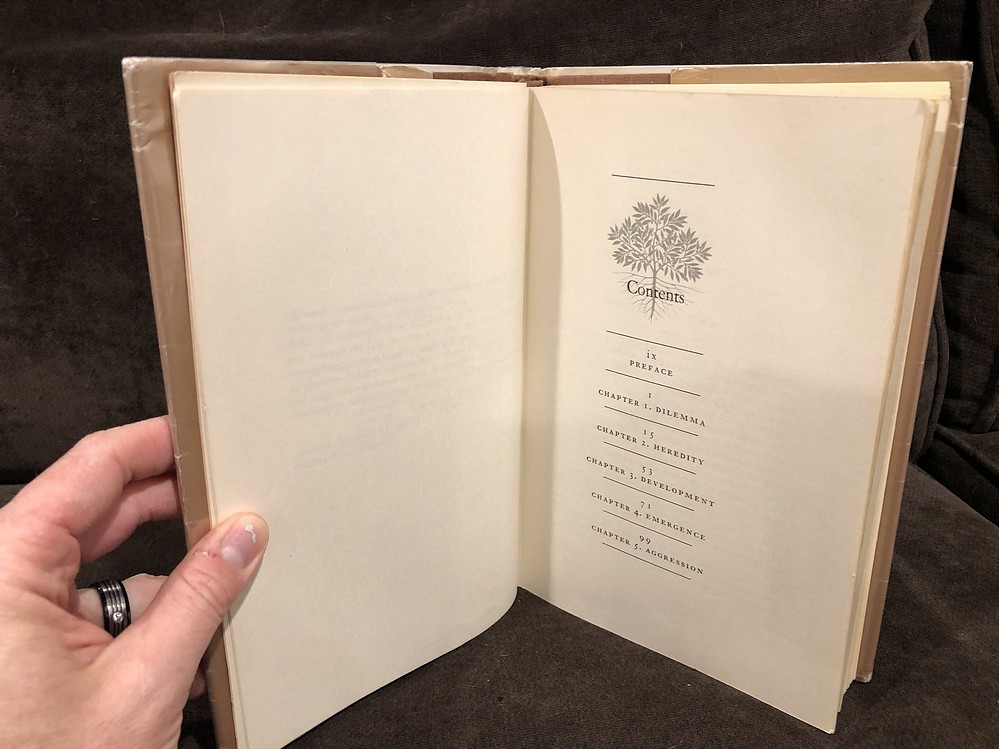 Contents
ix
PREFACE
1
CHAPTER 1. DILEMMA
15
CHAPTER 2. HEREDITY
53
CHAPTER 3. DEVELOPMENT
71
CHAPTER 4. EMERGENCE
99
CHAPTER 5. AGGRESSION